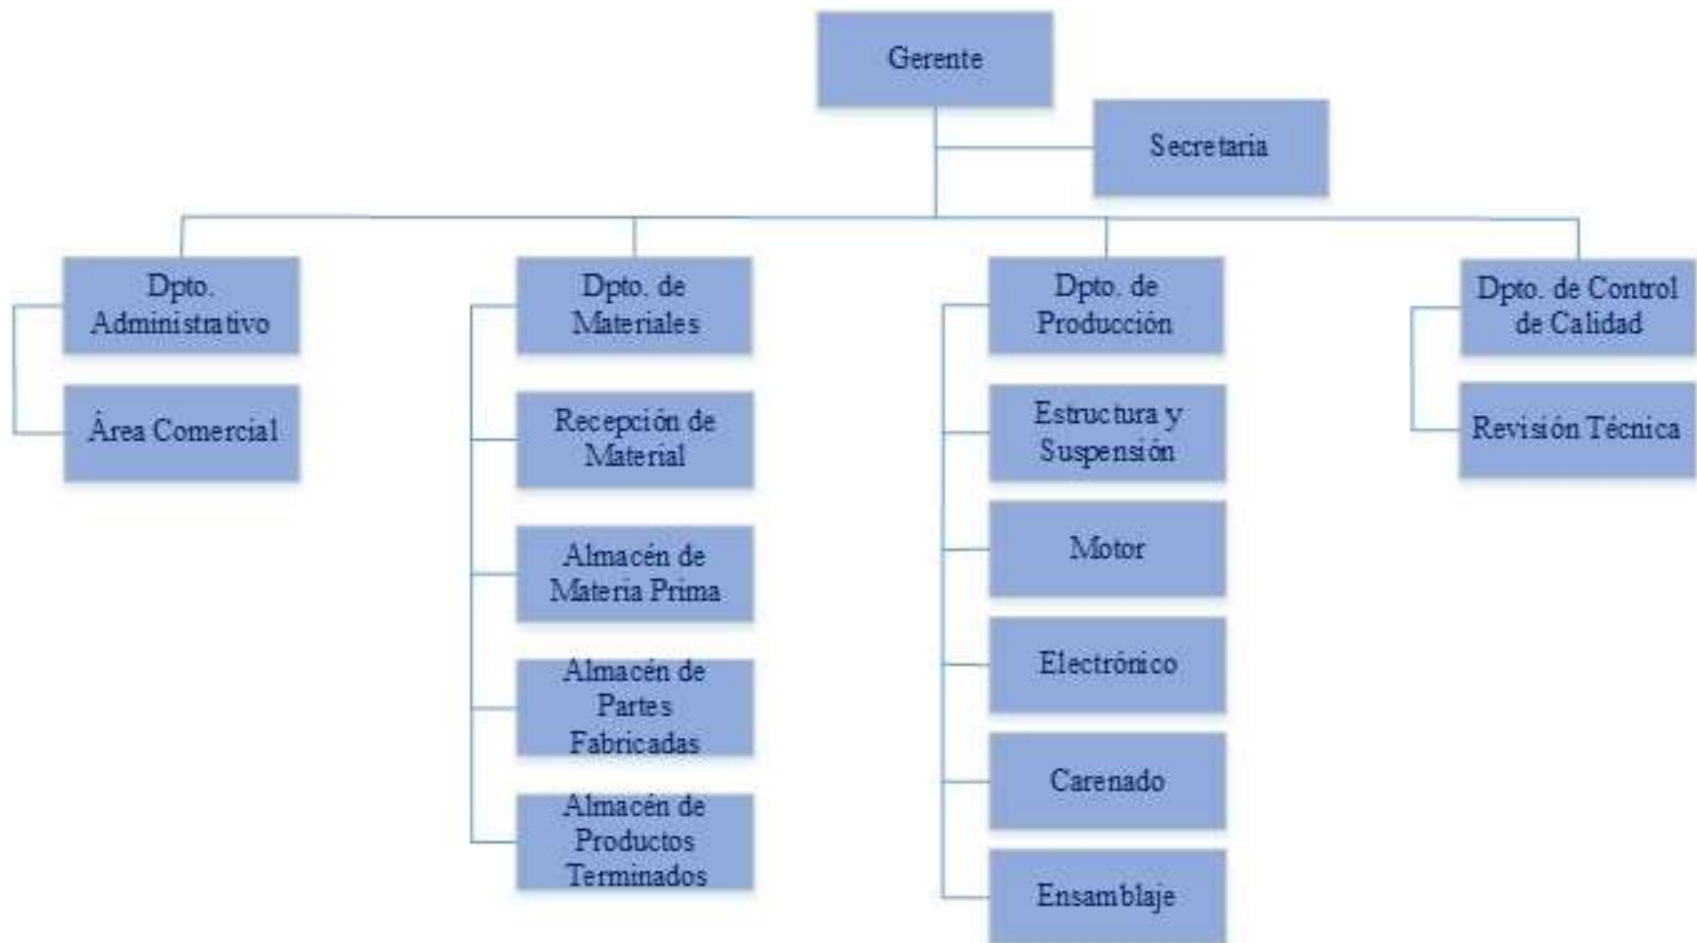 Gerente
Secretaria
Dpto.
Administrativo
Área Comercial
Dpto. de
Materiales
Recepción de
Material
Almacén de
Materia Prima
Almacén de
Partes
Fabricadas
Almacén de
Productos
Terminados
Dpto. de
Producción
Estructura y
Suspensión
Motor
Electrónico
Carenado
Ensamblaje
Dpto. de Control
de Calidad
Revisión Técnica